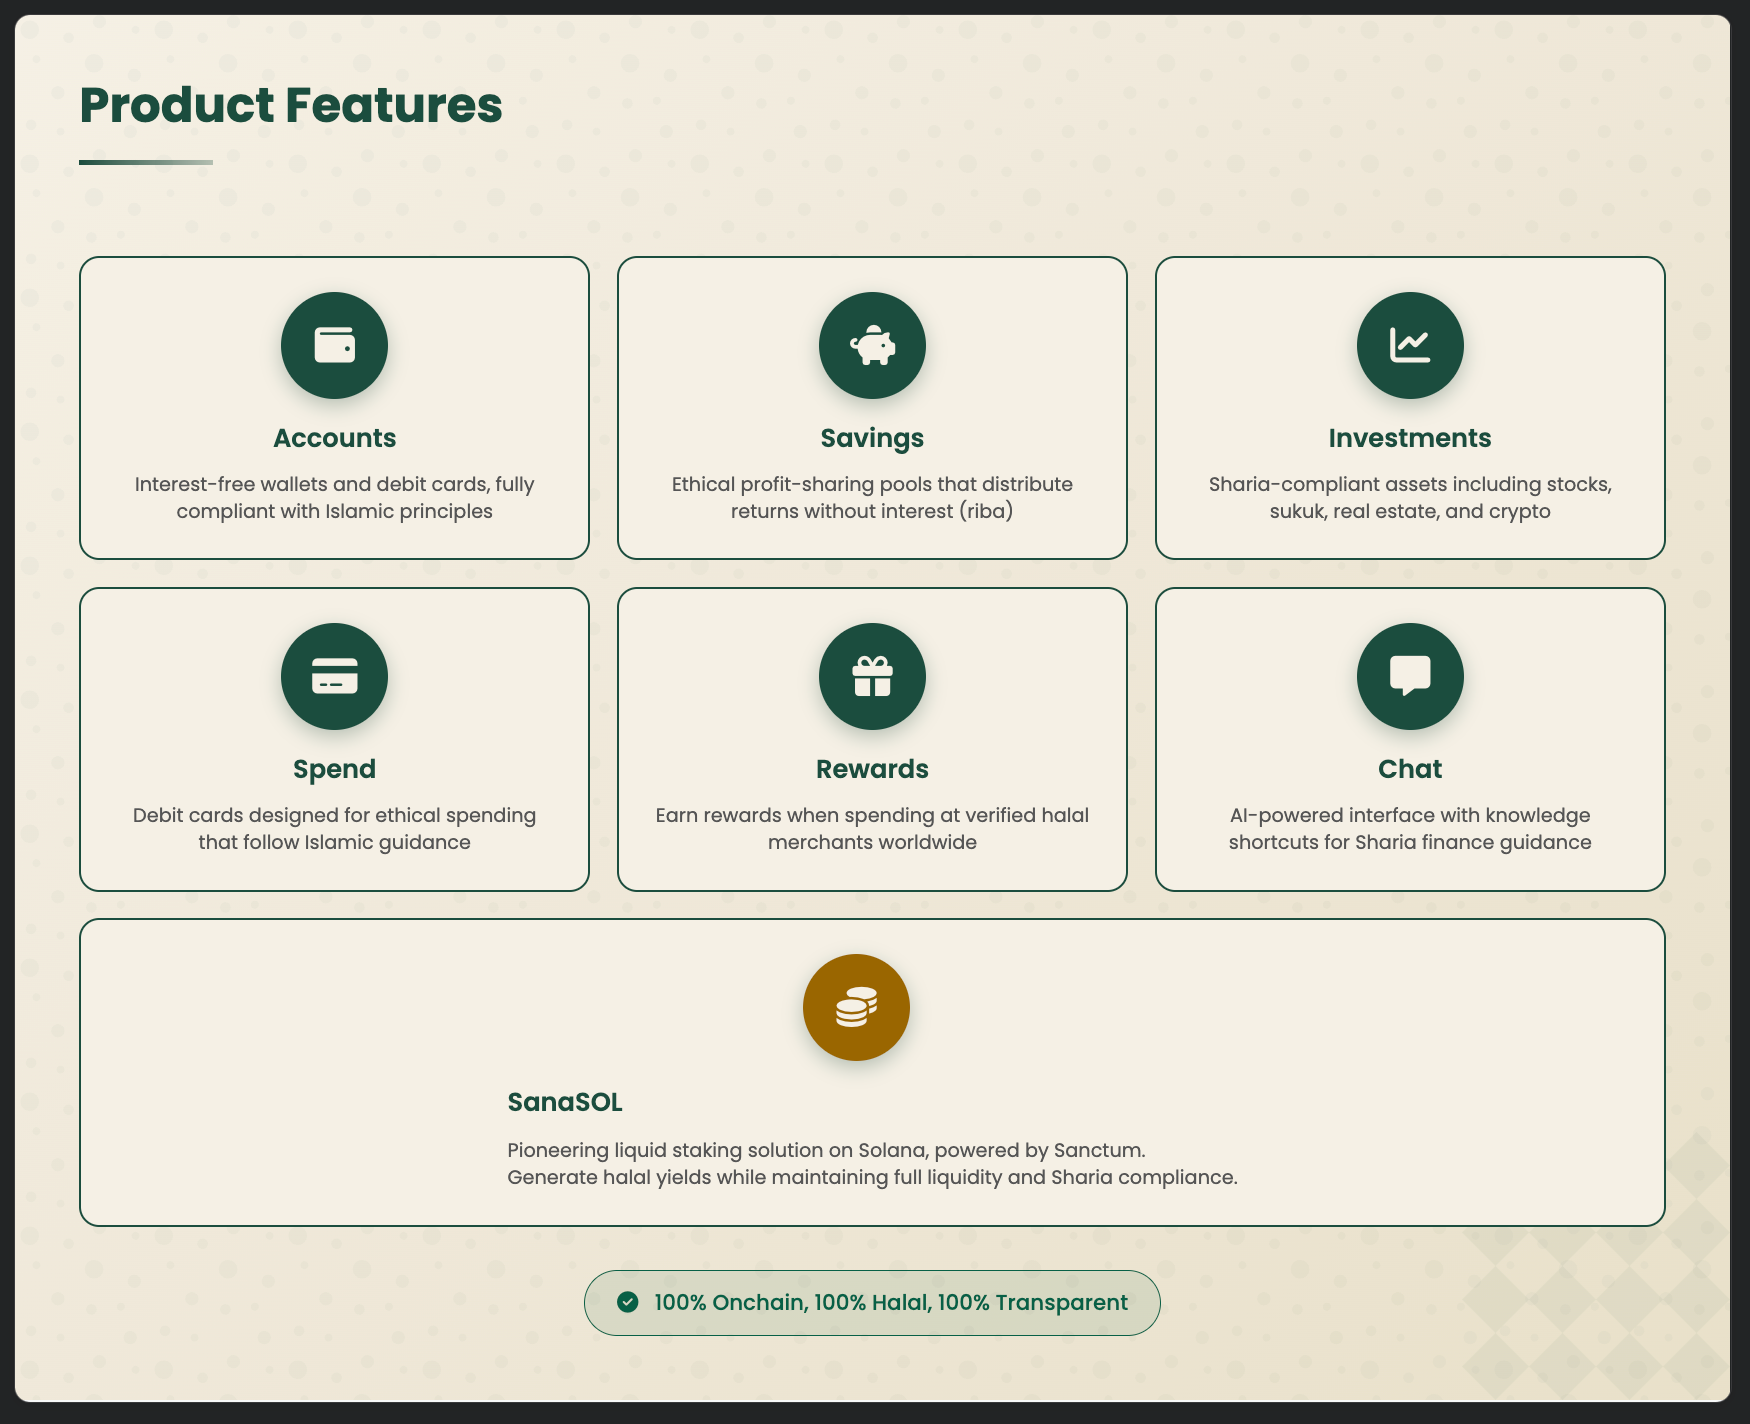 Product Features
Accounts
Interest-free wallets and debit cards, fully
compliant with Islamic principles
Savings
Ethical profit-sharing pools that distribute
returns without interest (riba)
Investments
Sharia-compliant assets including stocks,
sukuk, real estate, and crypto
Spend
Debit cards designed for ethical spending
that follow Islamic guidance
Rewards
Earn rewards when spending at verified halal
merchants worldwide
Chat
AI-powered interface with knowledge
shortcuts for Sharia finance guidance
SanaSOL
Pioneering liquid staking solution on Solana, powered by Sanctum.
Generate halal yields while maintaining full liquidity and Sharia compliance.
100% Onchain, 100% Halal, 100% Transparent